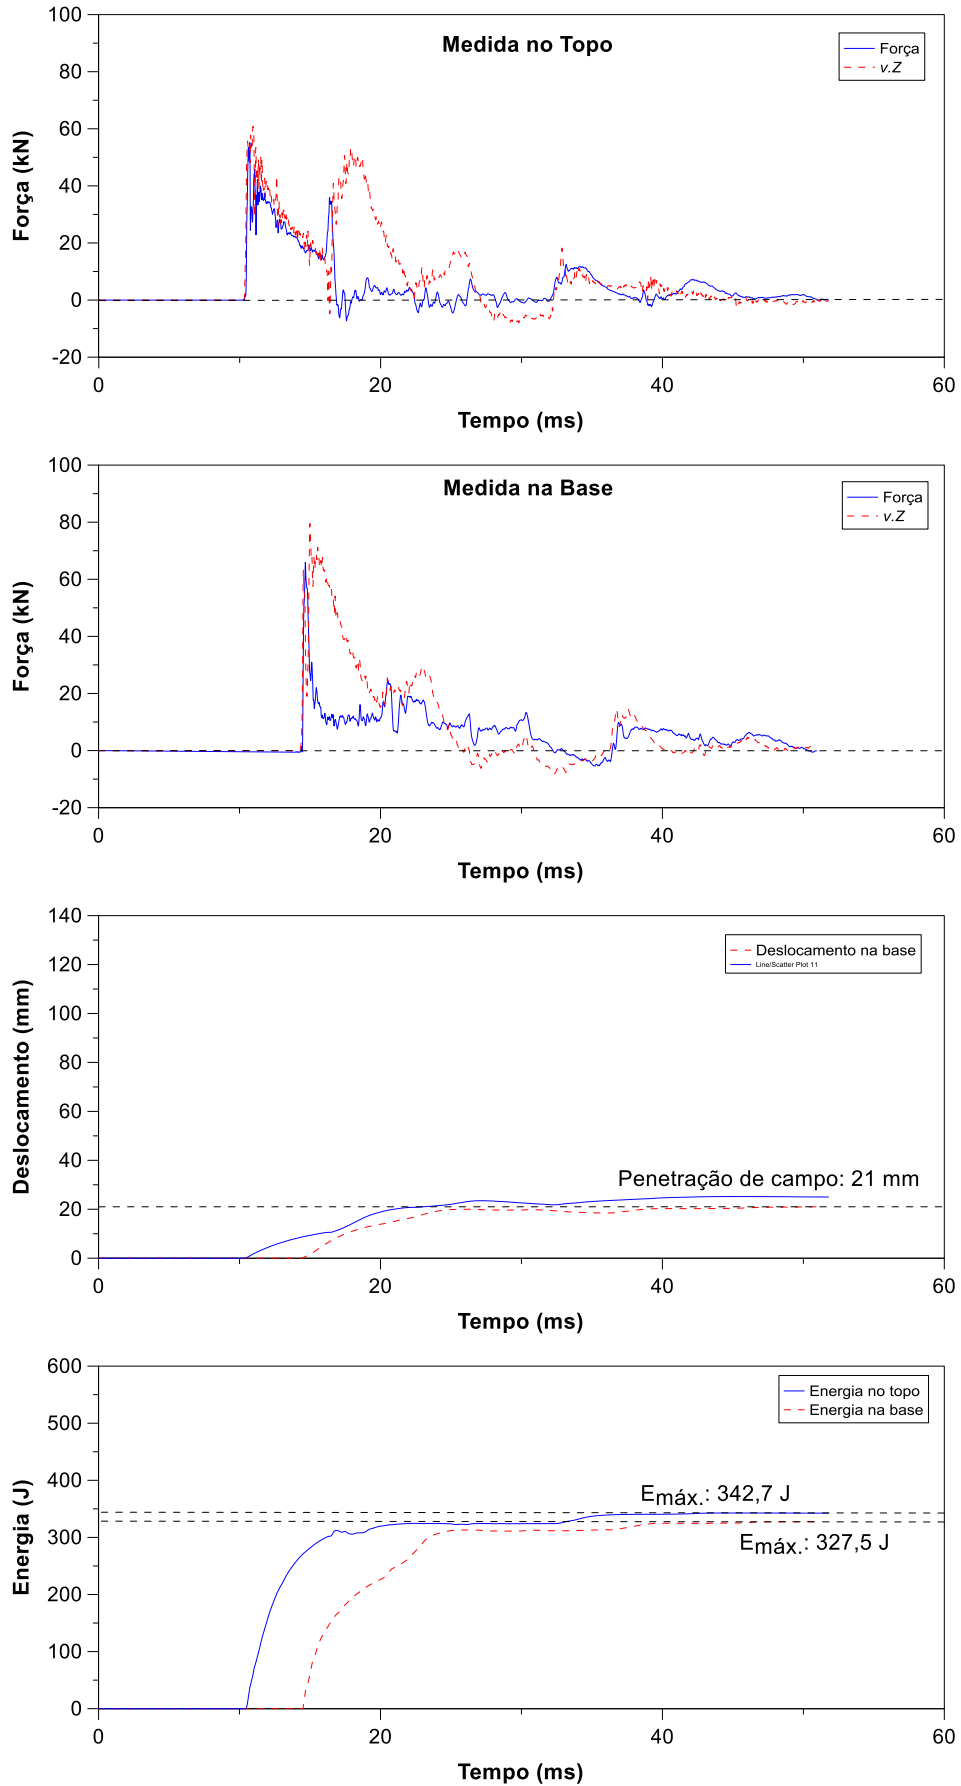 100
Medida no Topo
Força
v.Z
80
60
40
20
0
-20
Força (kN)
0
20
40
60
Tempo (ms)
100
Medida na Base
Força
v.Z
80
60
40
20
0
-20
Força (kN)
0
20
40
60
Tempo (ms)
140
Deslocamento na base
Line/Scatter Plot 11
120
100
80
60
40
Penetração de campo: 21 mm
20
0
Deslocamento (mm)
0
20
40
60
Tempo (ms)
600
Energia no topo
Energia na base
500
400
Emáx.: 342,7 J
300
Emáx.: 327,5 J
200
100
0
Energia (J)
0
20
40
60
Tempo (ms)